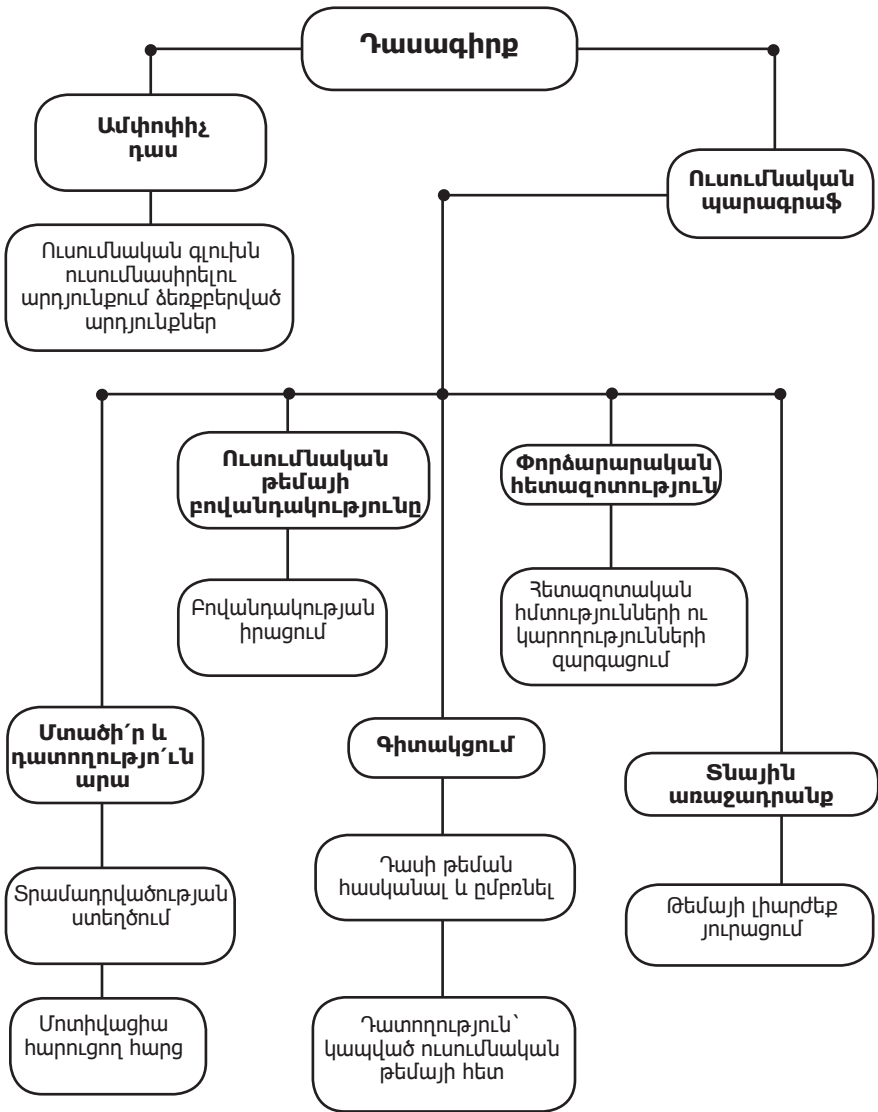 Դասագիրք
Ամփոփիչ
դաս
Ուսումնական
պարագրաֆ
Ուսումնական գլուխն
ուսումնասիրելու
արդյունքում ձեռքբերված
արդյունքներ
Ուսումնական
թեմայի
բովանդակությունը
Փորձարարական
հետազոտություն
Բովանդակության
իրացում
Հետազոտական
հմտությունների ու
կարողությունների
զարգացում
Մտածի՛ր և
դատողությո՛ւն
արա
Գիտակցում
Տնային
առաջադրանք
Տրամադրվածության
ստեղծում
Դասի թեման
հասկանալ և ըմբռնել
Թեմայի լիարժեք
յուրացում
Մոտիվացիա
հարուցող հարց
Դատողություն՝
կապված ուսումնական
թեմայի հետ